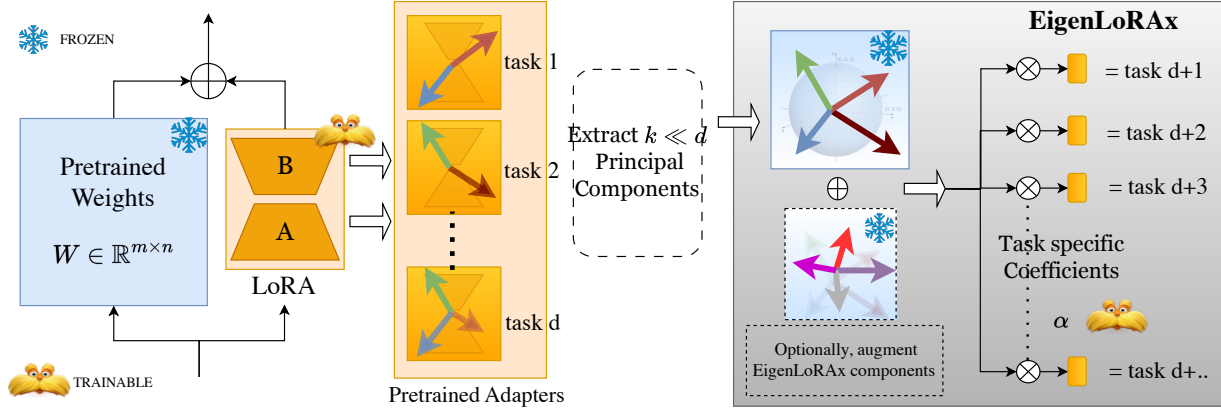 FROZEN
Pretrained
Weights
W ∈ ℝ^{m×n}
B
A
LoRA
TRAINABLE
task 1
task 2
task d
Pretrained Adapters
Extract k ≪ d
Principal
Components
EigenLoRAx
Optionally, augment
EigenLoRAx components
= task d+1
= task d+2
= task d+3
Task specific
Coefficients
α
= task d+..